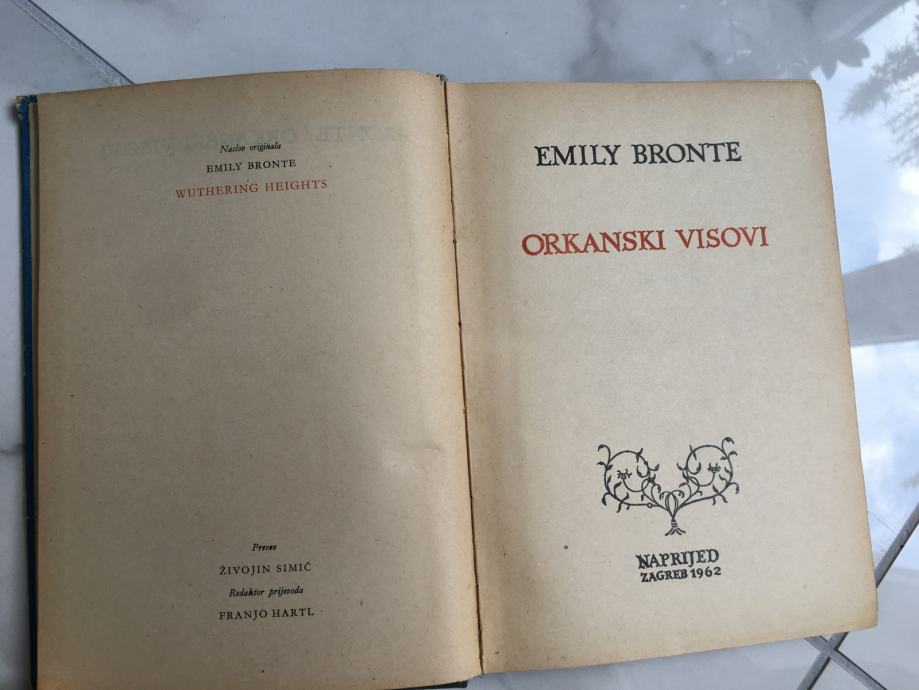 Naslov originala
EMILY BRONTE
WUTHERING HEIGHTS
Preveo
ŽIVOJIN SIMIĆ
Redaktor prijevoda
FRANJO HARTL
EMILY BRONTE
ORKANSKI VISOVI
NAPRIJED
ZAGREB 1962